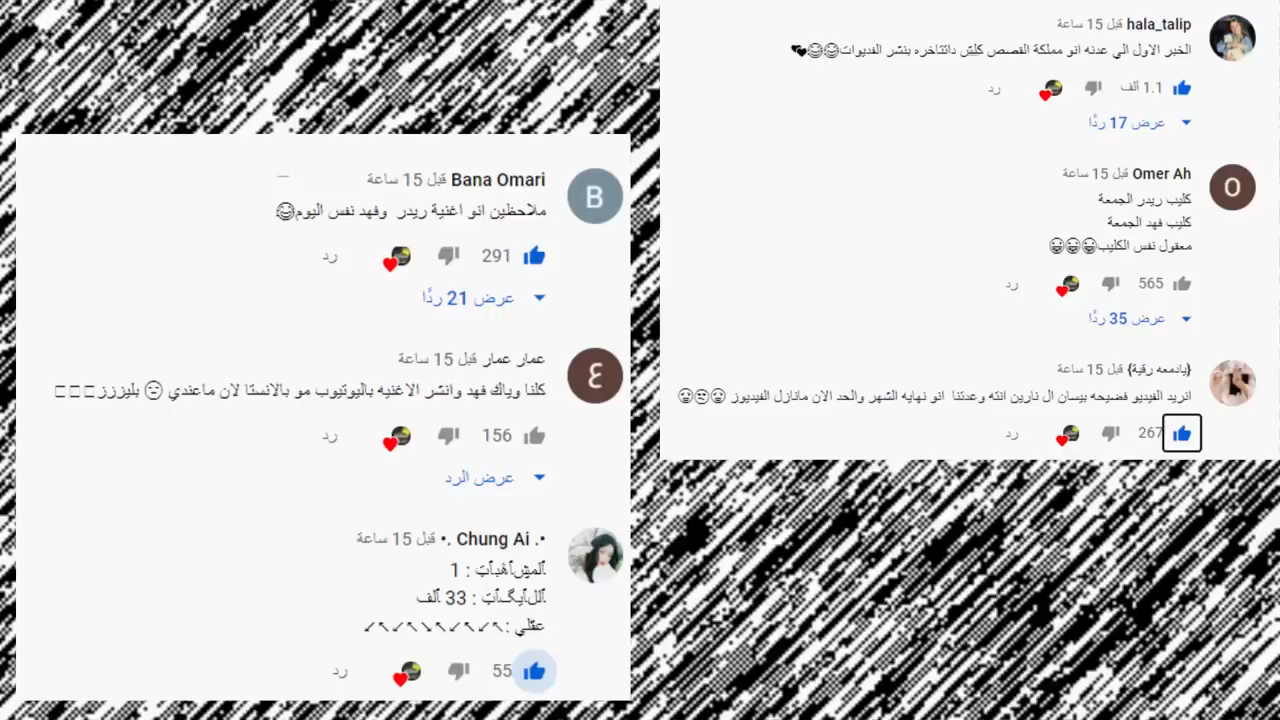 hala_talip قبل 15 ساعة
الخبر الاول الي عدنه انو مملكة القصص كلش داتتاخره بنشر الفديوات😂😂💔
1.1 ألف رد
عرض 17 ردًّا
O
Omer Ah قبل 15 ساعة
كليب ريدر الجمعة
كليب فهد الجمعة
معقول نفس الكليب😀😀😀
565 رد
عرض 35 ردًّا
{يادمعه رقية} قبل 15 ساعة
انريد الفيديو فضيحه بيسان ال نارين انته وعدتنا انو نهايه الشهر والحد الان مانازل الفيديوز
267 رد
B
Bana Omari قبل 15 ساعة
ملاحظين انو اغنية ريدر وفهد نفس اليوم😂
291 رد
عرض 21 ردًّا
ع
عمار عمار قبل 15 ساعة
كلنا وياك فهد وانشر الاغنيه باليوتيوب مو بالانستا لان ماعندي 😑 بليززز
156 رد
عرض الرد
•. Chung Ai .• قبل 15 ساعة
ٱلمشٱهبٱت : 1
ٱللٱيگٱت : 33 ٱلف
عقلي :↖↙↖↙↖↘↖↙↖↙
55 رد